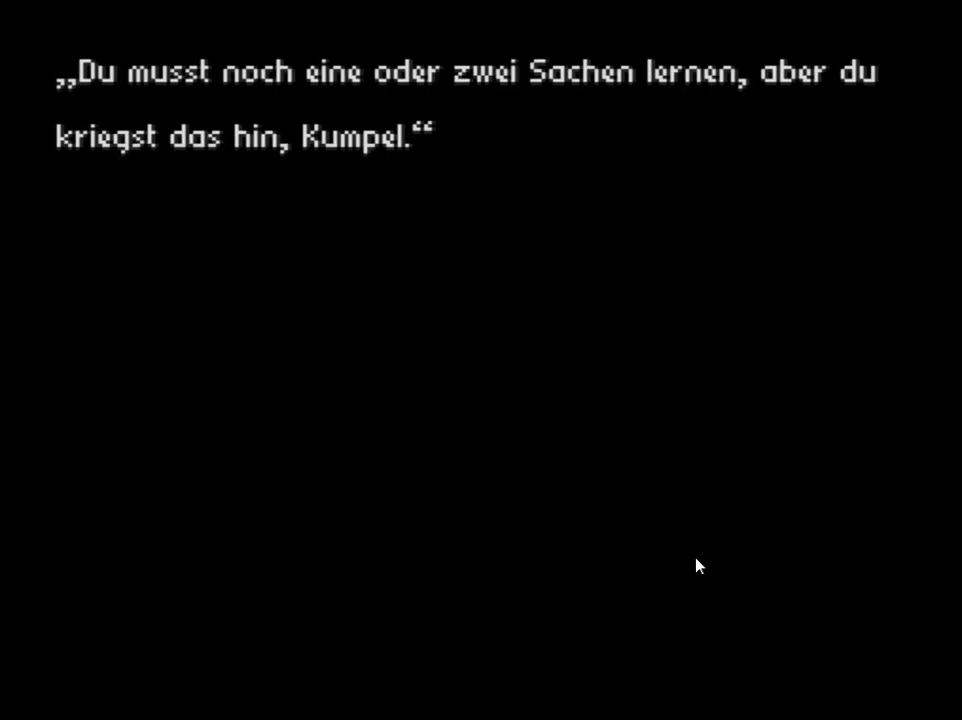 „Du musst noch eine oder zwei Sachen lernen, aber du
kriegst das hin, Kumpel.“